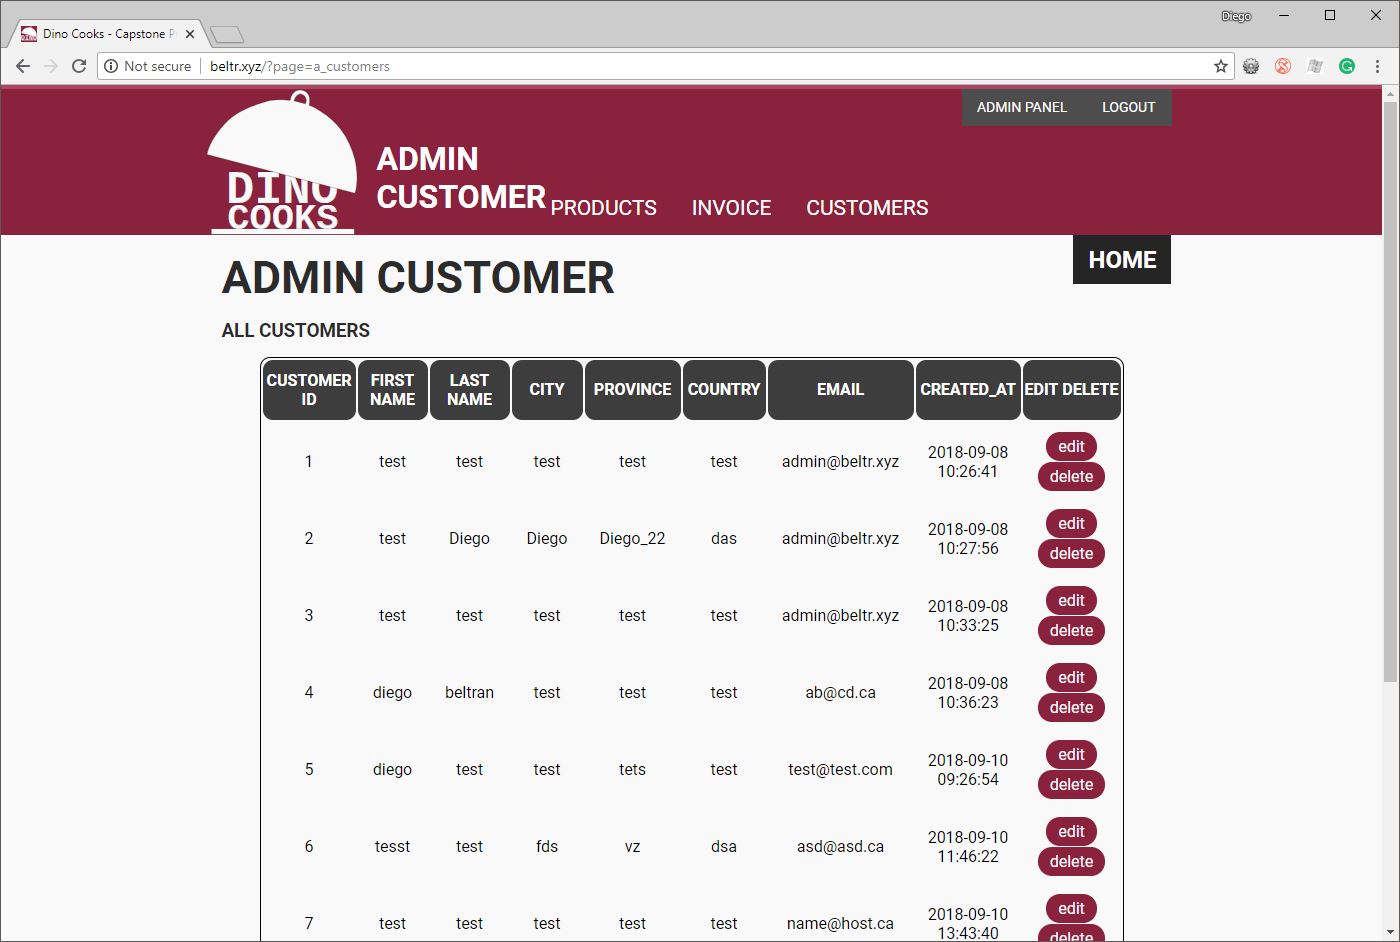 Diego
Dino Cooks - Capstone P
Not secure
beltr.xyz/?page=a_customers
ADMIN PANEL LOGOUT
DINO
COOKS
ADMIN
CUSTOMER
PRODUCTS INVOICE CUSTOMERS
HOME
ADMIN CUSTOMER
ALL CUSTOMERS
CUSTOMER ID FIRST NAME LAST NAME CITY PROVINCE COUNTRY EMAIL CREATED_AT EDIT DELETE
1 test test test test test admin@beltr.xyz 2018-09-08 10:26:41 edit delete
2 test Diego Diego Diego_22 das admin@beltr.xyz 2018-09-08 10:27:56 edit delete
3 test test test test test admin@beltr.xyz 2018-09-08 10:33:25 edit delete
4 diego beltran test test test ab@cd.ca 2018-09-08 10:36:23 edit delete
5 diego test test tets test test@test.com 2018-09-10 09:26:54 edit delete
6 tesst test fds vz dsa asd@asd.ca 2018-09-10 11:46:22 edit delete
7 test test test test test name@host.ca 2018-09-10 13:43:40 edit delete